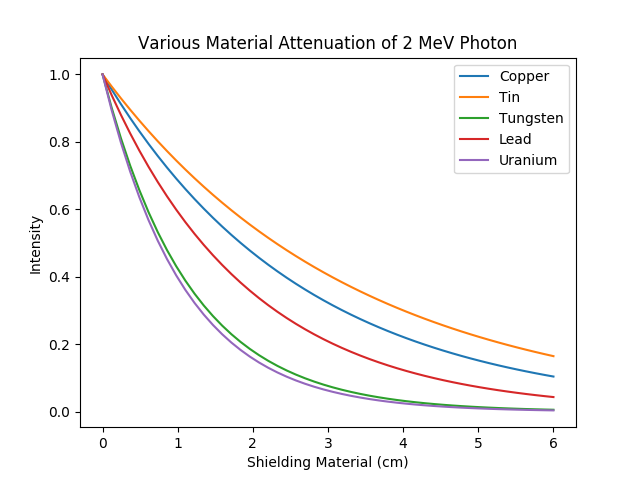 Various Material Attenuation of 2 MeV Photon
Copper
Tin
Tungsten
Lead
Uranium
1.0
0.8
0.6
0.4
0.2
0.0
Intensity
0 1 2 3 4 5 6
Shielding Material (cm)